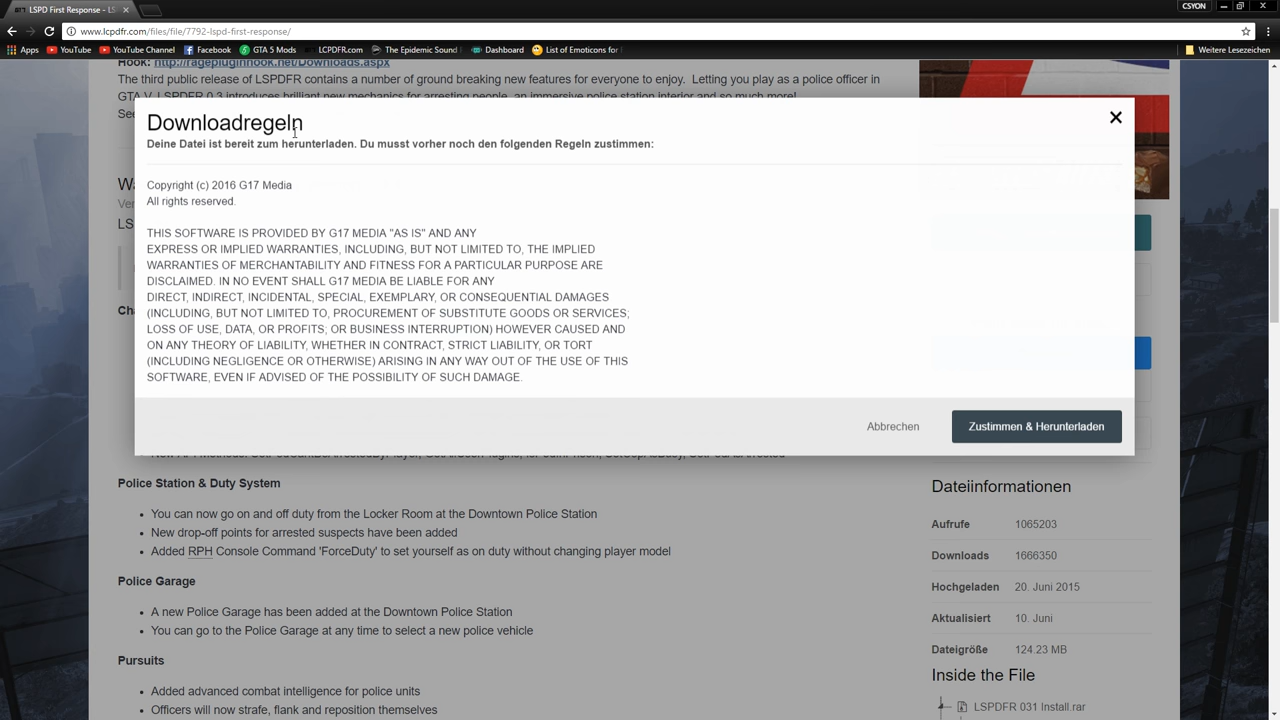 LSPD First Response - LS
CSYON
www.lcpdfr.com/files/file/7792-lspd-first-response/
Apps YouTube YouTube Channel Facebook GTA 5 Mods LCPDFR.com The Epidemic Sound Dashboard List of Emoticons for Weitere Lesezeichen
Hook: http://ragepluginhook.net/Downloads.aspx
The third public release of LSPDFR contains a number of ground breaking new features for everyone to enjoy. Letting you play as a police officer in
GTA V, LSPDFR 0.3 introduces brilliant new mechanics for arresting people, an immersive police station interior and so much more!
Downloadregeln
Deine Datei ist bereit zum herunterladen. Du musst vorher noch den folgenden Regeln zustimmen:
Copyright (c) 2016 G17 Media
All rights reserved.
THIS SOFTWARE IS PROVIDED BY G17 MEDIA "AS IS" AND ANY
EXPRESS OR IMPLIED WARRANTIES, INCLUDING, BUT NOT LIMITED TO, THE IMPLIED
WARRANTIES OF MERCHANTABILITY AND FITNESS FOR A PARTICULAR PURPOSE ARE
DISCLAIMED. IN NO EVENT SHALL G17 MEDIA BE LIABLE FOR ANY
DIRECT, INDIRECT, INCIDENTAL, SPECIAL, EXEMPLARY, OR CONSEQUENTIAL DAMAGES
(INCLUDING, BUT NOT LIMITED TO, PROCUREMENT OF SUBSTITUTE GOODS OR SERVICES;
LOSS OF USE, DATA, OR PROFITS; OR BUSINESS INTERRUPTION) HOWEVER CAUSED AND
ON ANY THEORY OF LIABILITY, WHETHER IN CONTRACT, STRICT LIABILITY, OR TORT
(INCLUDING NEGLIGENCE OR OTHERWISE) ARISING IN ANY WAY OUT OF THE USE OF THIS
SOFTWARE, EVEN IF ADVISED OF THE POSSIBILITY OF SUCH DAMAGE.
Abbrechen Zustimmen & Herunterladen
Police Station & Duty System
• You can now go on and off duty from the Locker Room at the Downtown Police Station
• New drop-off points for arrested suspects have been added
• Added RPH Console Command 'ForceDuty' to set yourself as on duty without changing player model
Police Garage
• A new Police Garage has been added at the Downtown Police Station
• You can go to the Police Garage at any time to select a new police vehicle
Pursuits
• Added advanced combat intelligence for police units
• Officers will now strafe, flank and reposition themselves
Dateiinformationen
Aufrufe 1065203
Downloads 1666350
Hochgeladen 20. Juni 2015
Aktualisiert 10. Juni
Dateigröße 124.23 MB
Inside the File
LSPDFR 031 Install.rar